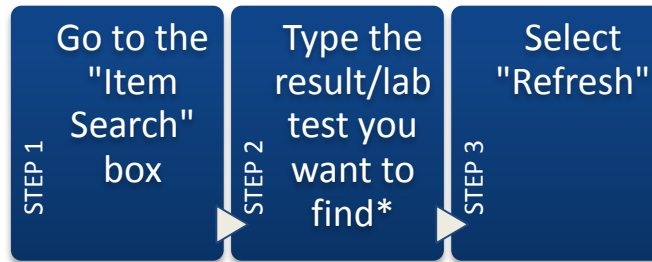 STEP 1
Go to the
"Item
Search"
box
STEP 2
Type the
result/lab
test you
want to
find*
STEP 3
Select
"Refresh"